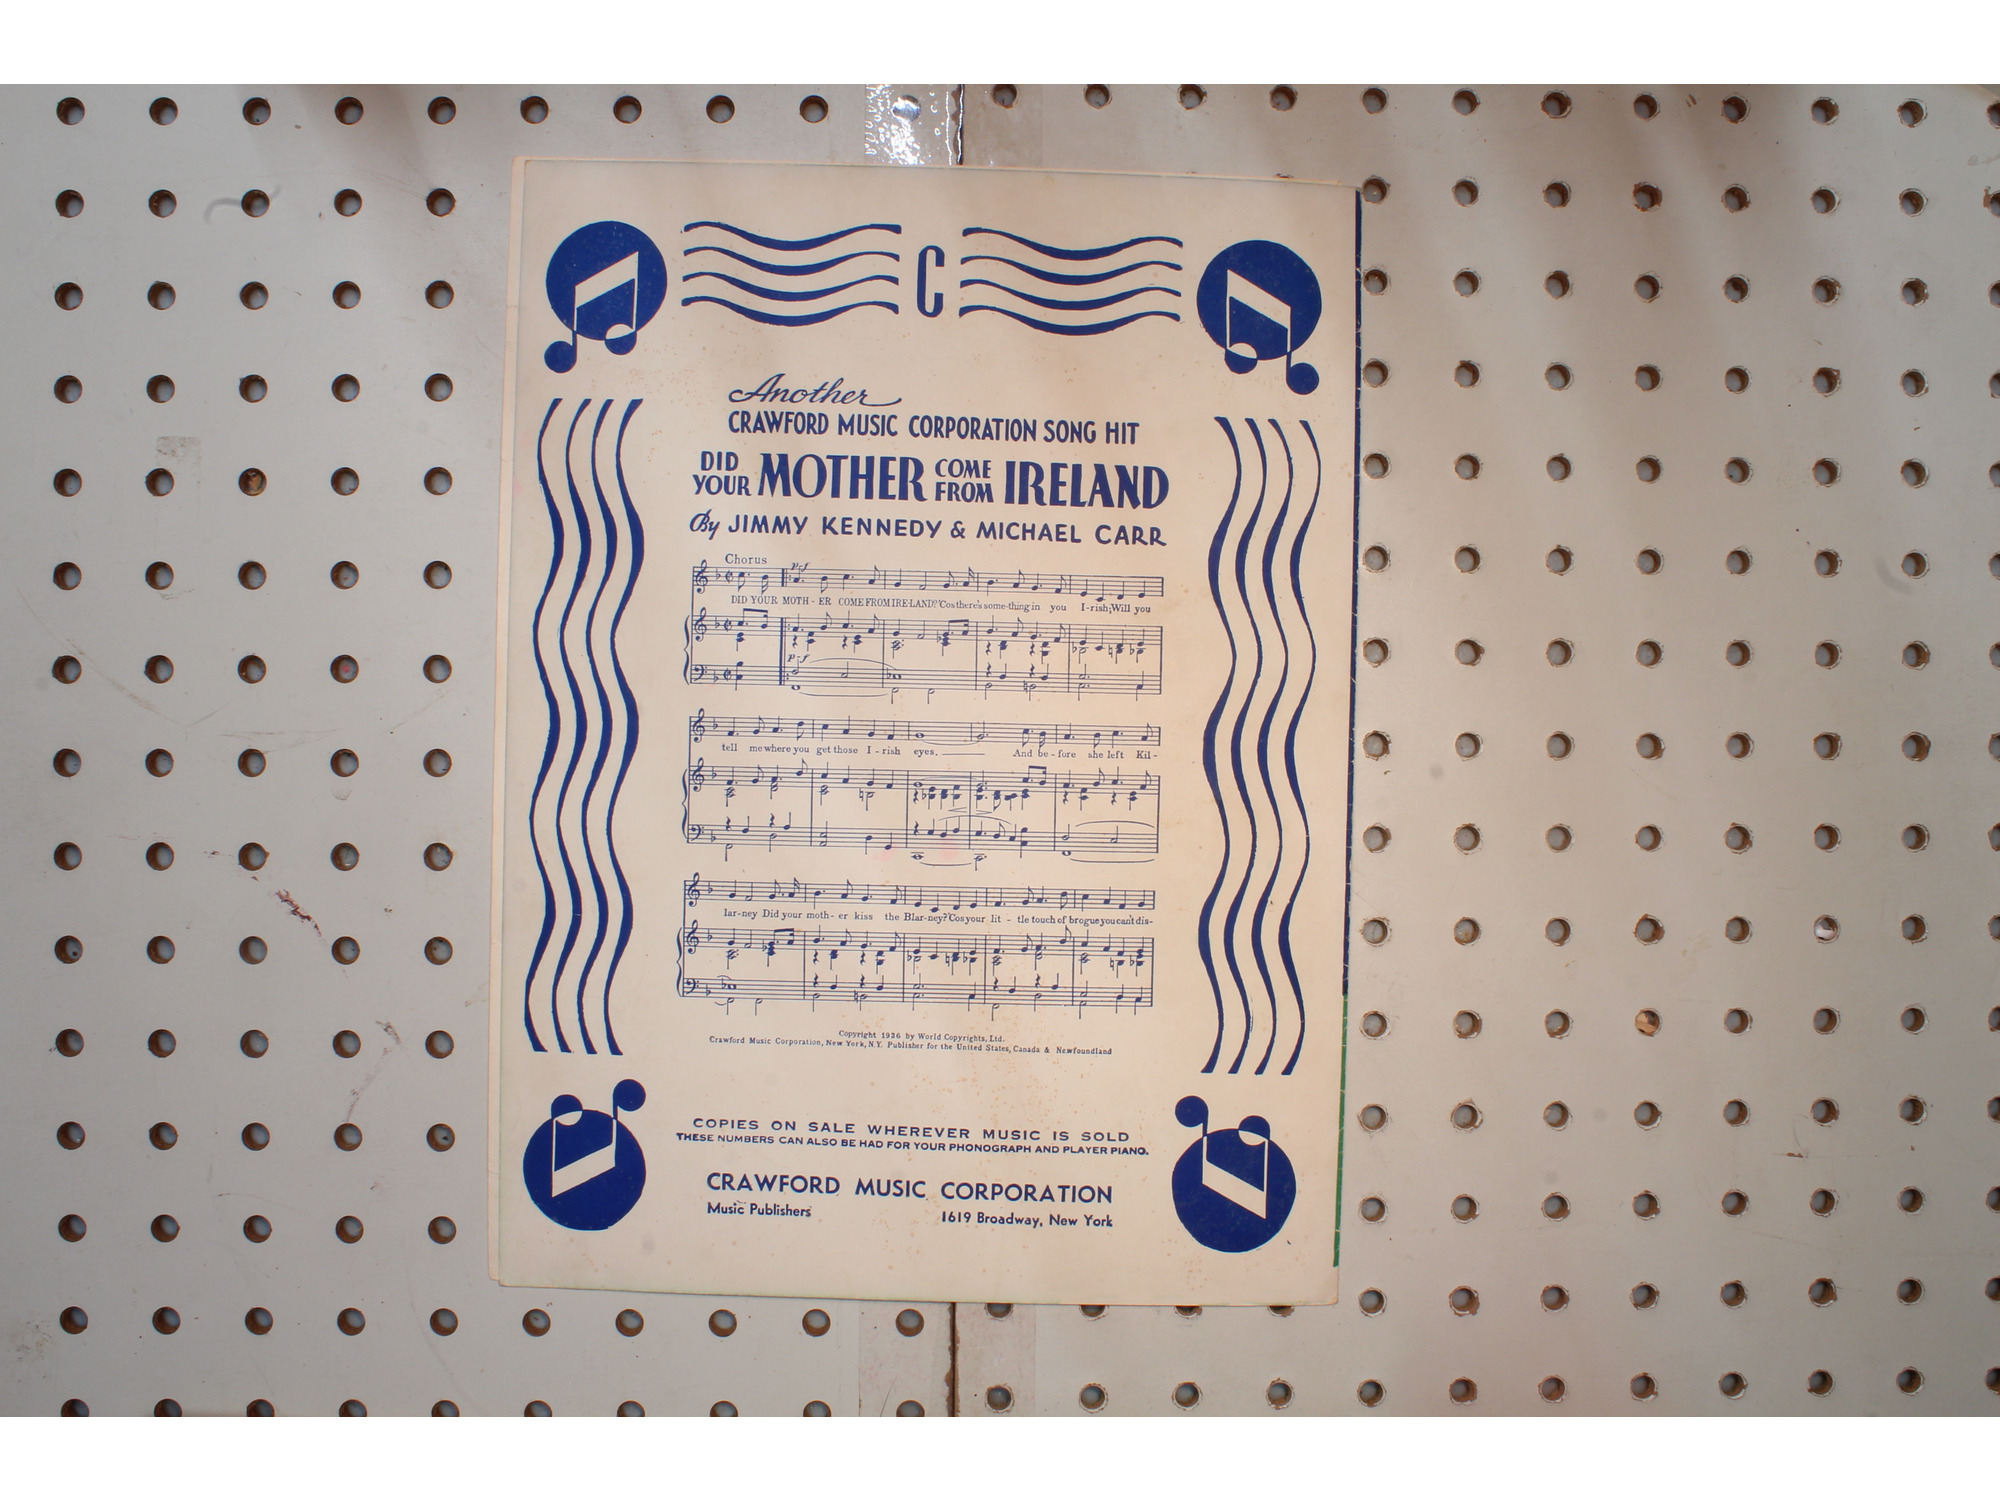 C
Another
CRAWFORD MUSIC CORPORATION SONG HIT
DID YOUR MOTHER COME FROM IRELAND
By JIMMY KENNEDY & MICHAEL CARR
Chorus
p-f
DID YOUR MOTH-ER COME FROM IRE-LAND? 'Cos there's some-thing in you I-rish; Will you
p-f
tell me where you get those I-rish eyes. And be-fore she left Kil-
lar-ney Did your moth-er kiss the Blar-ney? 'Cos your lit-tle touch of brogue you can't dis-
Copyright 1936 by World Copyrights, Ltd.
Crawford Music Corporation, New York, N.Y. Publisher for the United States, Canada & Newfoundland
COPIES ON SALE WHEREVER MUSIC IS SOLD
THESE NUMBERS CAN ALSO BE HAD FOR YOUR PHONOGRAPH AND PLAYER PIANO.
CRAWFORD MUSIC CORPORATION
Music Publishers 1619 Broadway, New York